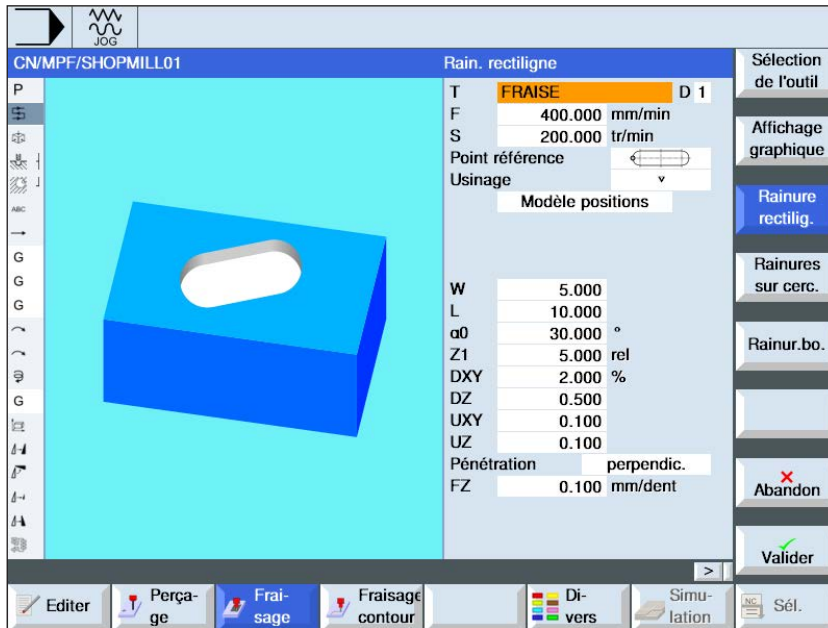 JOG
CN/MPF/SHOPMILL01
Rain. rectiligne
P
ABC
G
G
G
G
T FRAISE D 1
F 400.000 mm/min
S 200.000 tr/min
Point référence
Usinage v
Modèle positions
W 5.000
L 10.000
α0 30.000 °
Z1 5.000 rel
DXY 2.000 %
DZ 0.500
UXY 0.100
UZ 0.100
Pénétration perpendic.
FZ 0.100 mm/dent
Sélection
de l'outil
Affichage
graphique
Rainure
rectilig.
Rainures
sur cerc.
Rainur.bo.
Abandon
Valider
>
Editer
Perça-
ge
Frai-
sage
Fraisage
contour
Di-
vers
Simu-
lation
NC
Sél.